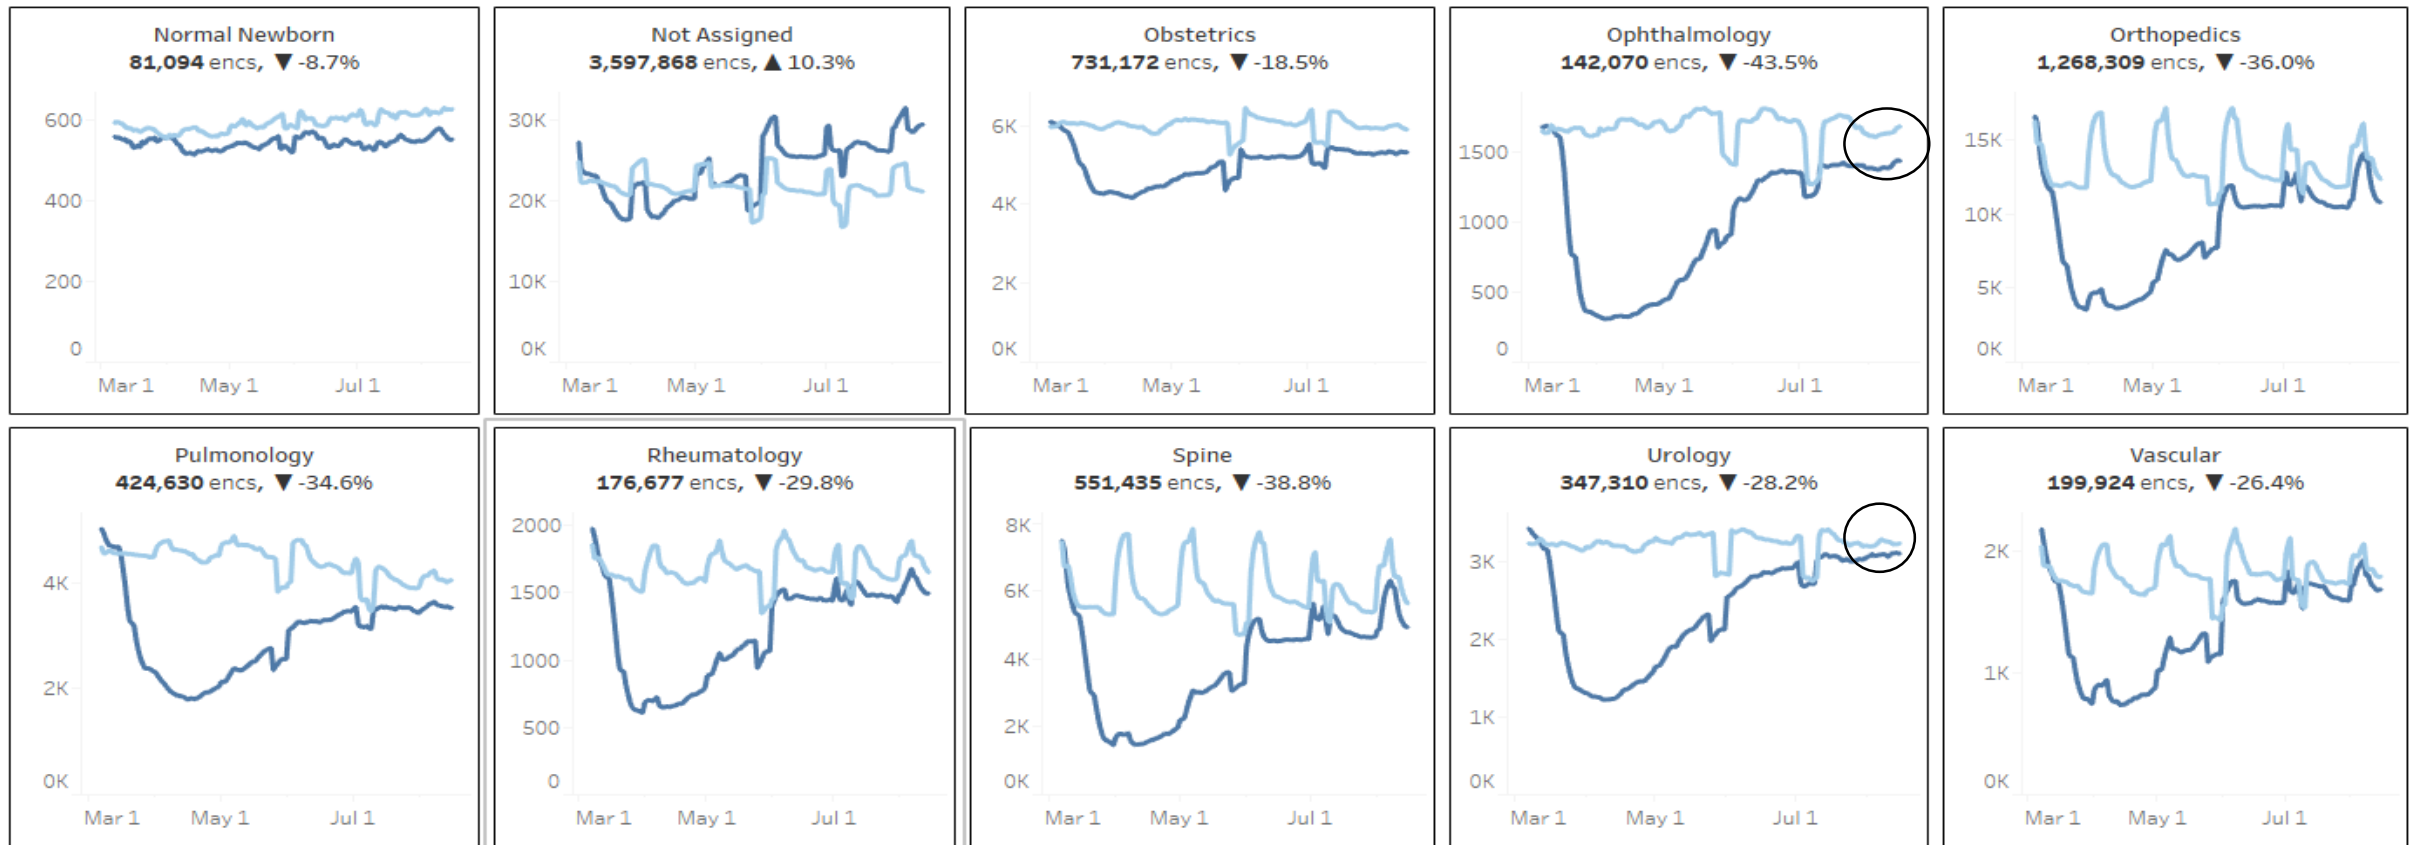 Normal Newborn
81,094 encs, ▼ -8.7%
600
400
200
0
Mar 1 May 1 Jul 1
Not Assigned
3,597,868 encs, ▲ 10.3%
30K
20K
10K
0K
Mar 1 May 1 Jul 1
Obstetrics
731,172 encs, ▼ -18.5%
6K
4K
2K
0K
Mar 1 May 1 Jul 1
Ophthalmology
142,070 encs, ▼ -43.5%
1500
1000
500
0
Mar 1 May 1 Jul 1
Orthopedics
1,268,309 encs, ▼ -36.0%
15K
10K
5K
0K
Mar 1 May 1 Jul 1
Pulmonology
424,630 encs, ▼ -34.6%
4K
2K
0K
Mar 1 May 1 Jul 1
Rheumatology
176,677 encs, ▼ -29.8%
2000
1500
1000
500
0
Mar 1 May 1 Jul 1
Spine
551,435 encs, ▼ -38.8%
8K
6K
4K
2K
0K
Mar 1 May 1 Jul 1
Urology
347,310 encs, ▼ -28.2%
3K
2K
1K
0K
Mar 1 May 1 Jul 1
Vascular
199,924 encs, ▼ -26.4%
2K
1K
0K
Mar 1 May 1 Jul 1